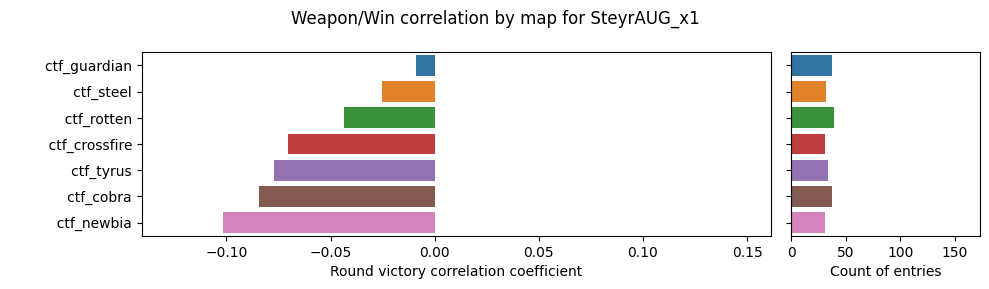 Weapon/Win correlation by map for SteyrAUG_x1
ctf_guardian
ctf_steel
ctf_rotten
ctf_crossfire
ctf_tyrus
ctf_cobra
ctf_newbia
−0.10 −0.05 0.00 0.05 0.10 0.15
Round victory correlation coefficient
0 50 100 150
Count of entries